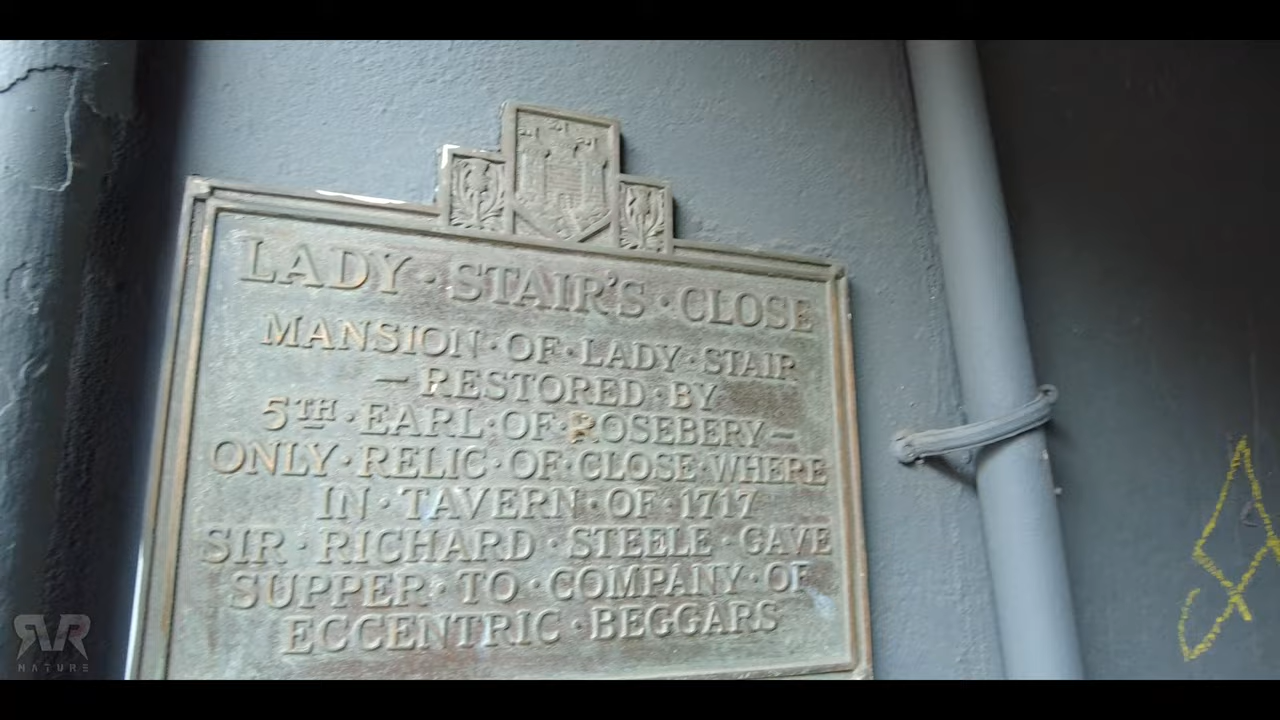 LADY · STAIR'S · CLOSE
MANSION · OF · LADY · STAIR
— RESTORED · BY
5TH · EARL · OF · ROSEBERY —
ONLY · RELIC · OF · CLOSE · WHERE
IN · TAVERN · OF · 1717
SIR · RICHARD · STEELE · GAVE
SUPPER · TO · COMPANY · OF
ECCENTRIC · BEGGARS
RVR
NATURE